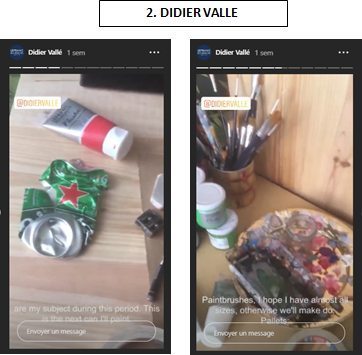 2. DIDIER VALLE
Didier Vallé 1 sem
@DIDIERVALLE
are my subject during this period. This
is the next can I'll paint.
Envoyer un message
Didier Vallé 1 sem
@DIDIERVALLE
Paintbrushes, I hope I have almost all
sizes, otherwise we'll make do.
Pallets:
Envoyer un message